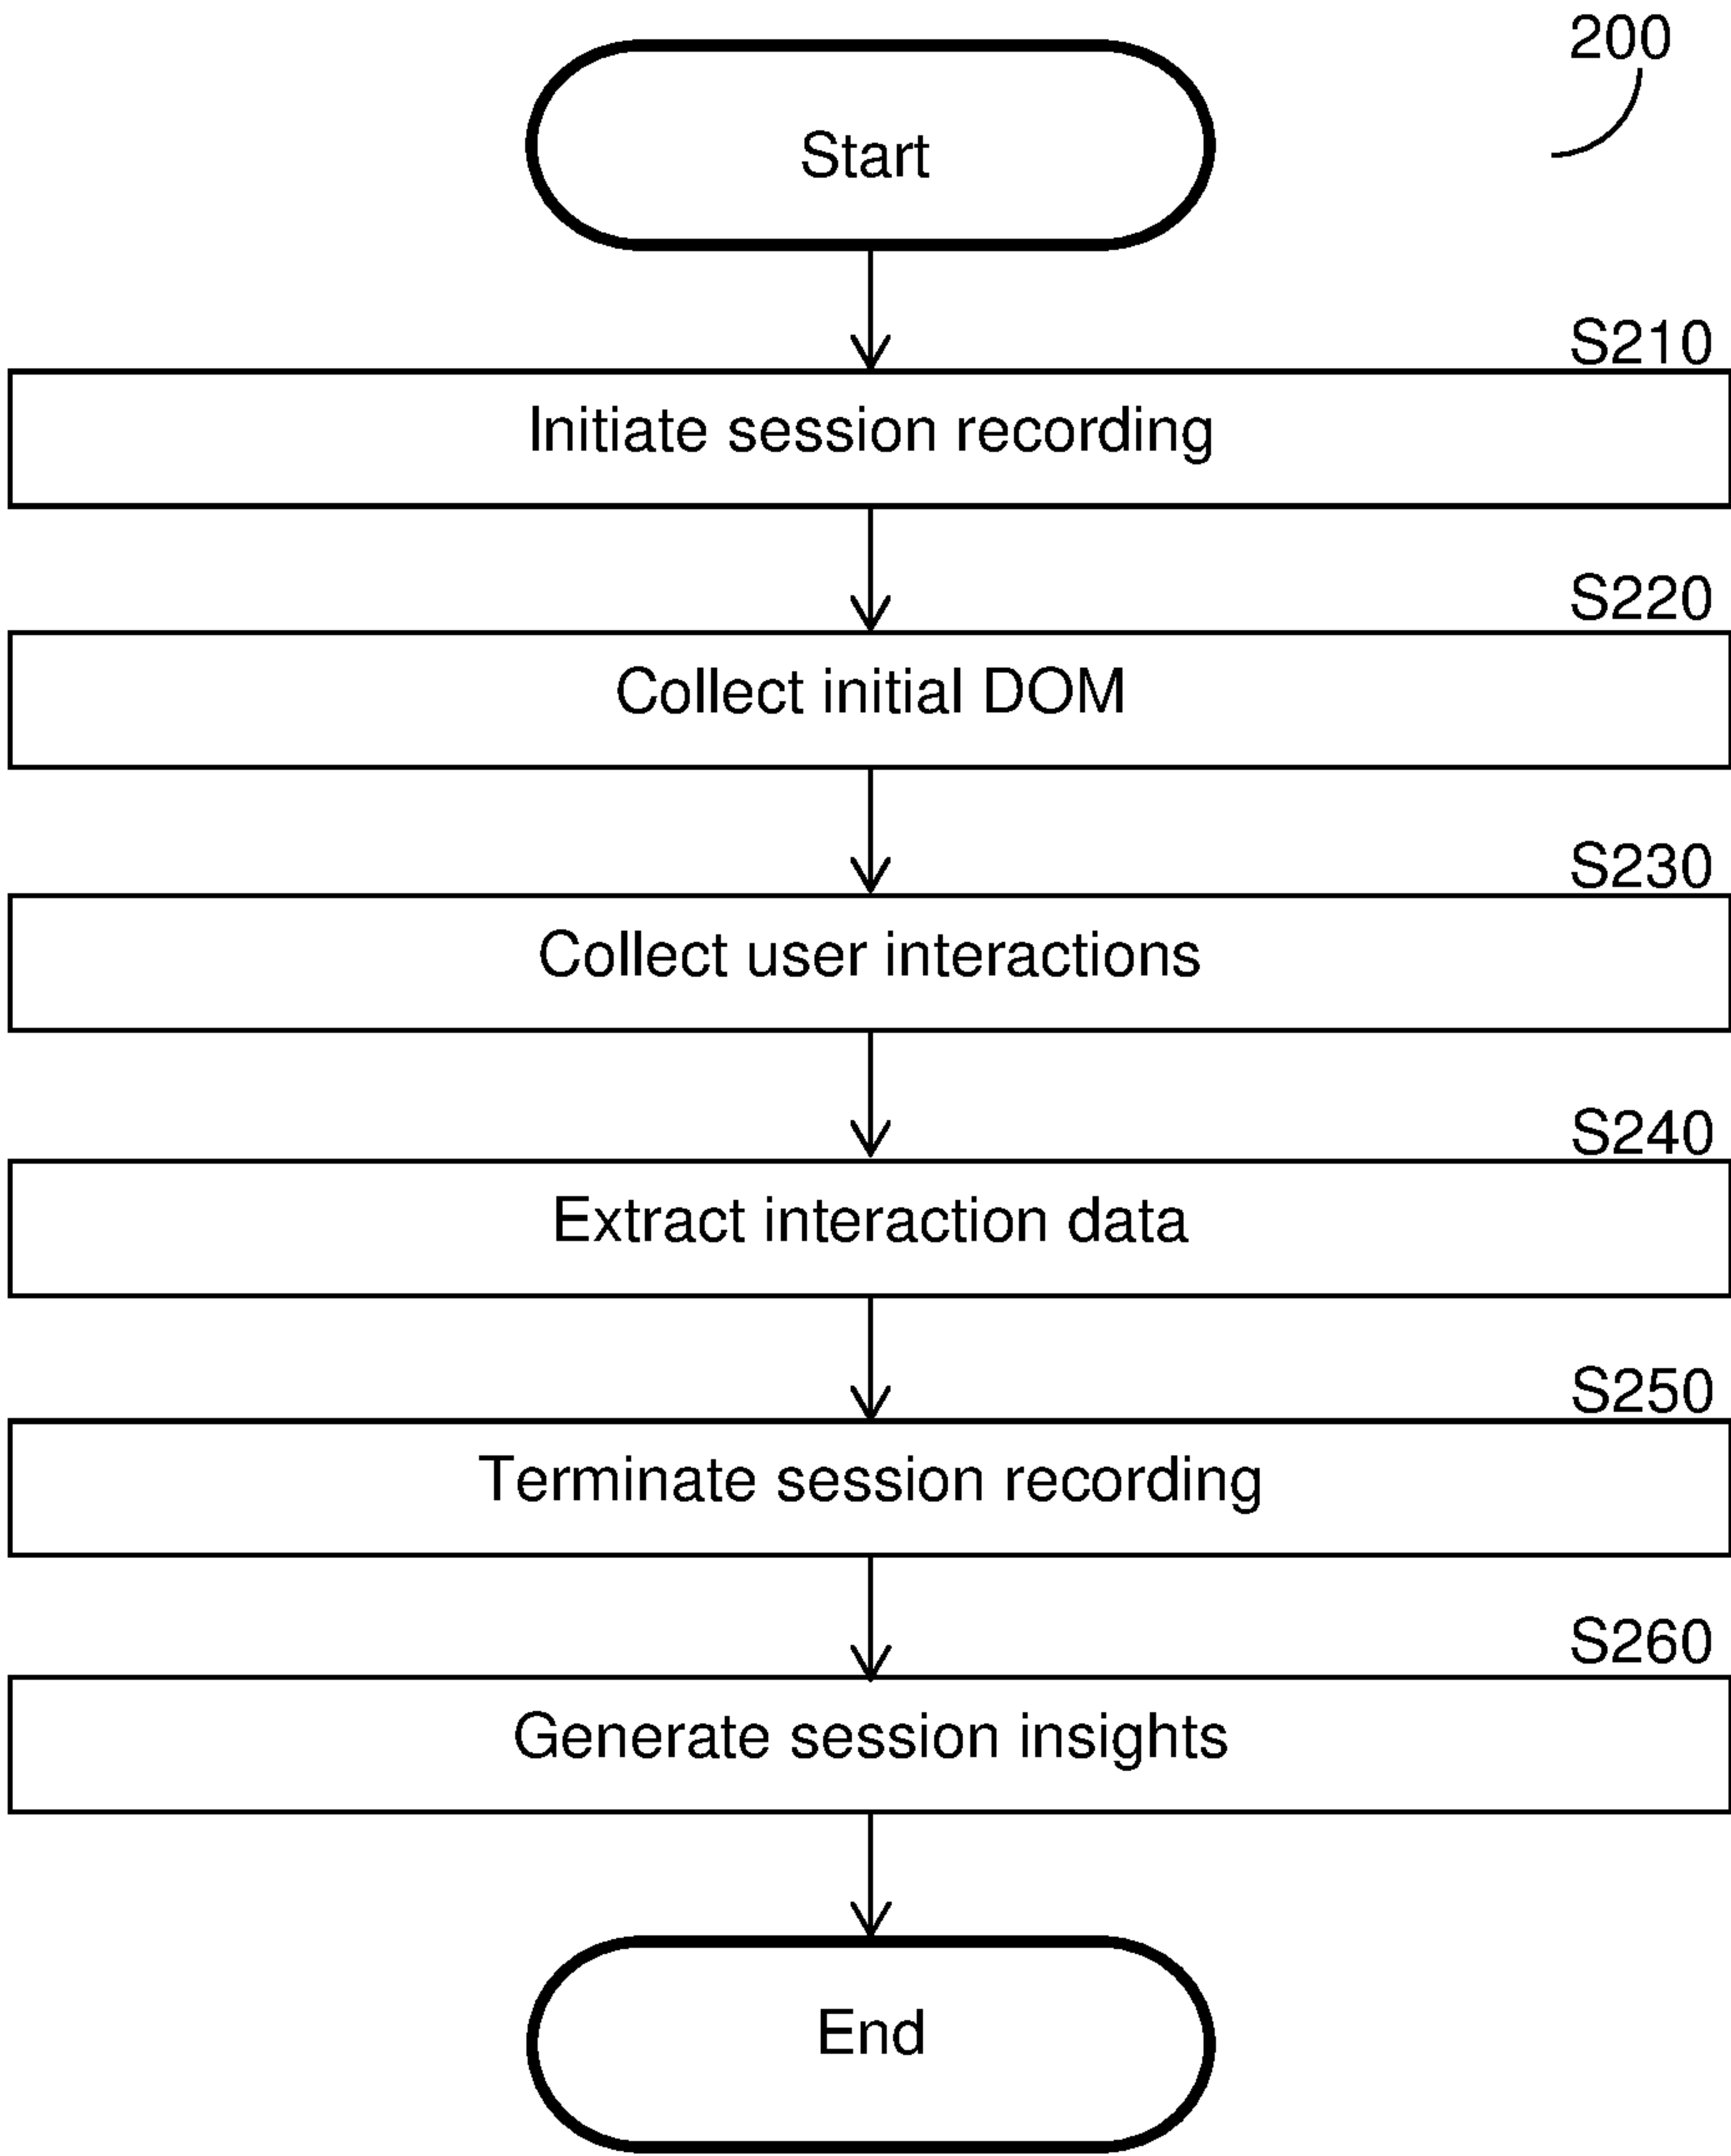 200
Start
S210
Initiate session recording
S220
Collect initial DOM
S230
Collect user interactions
S240
Extract interaction data
S250
Terminate session recording
S260
Generate session insights
End